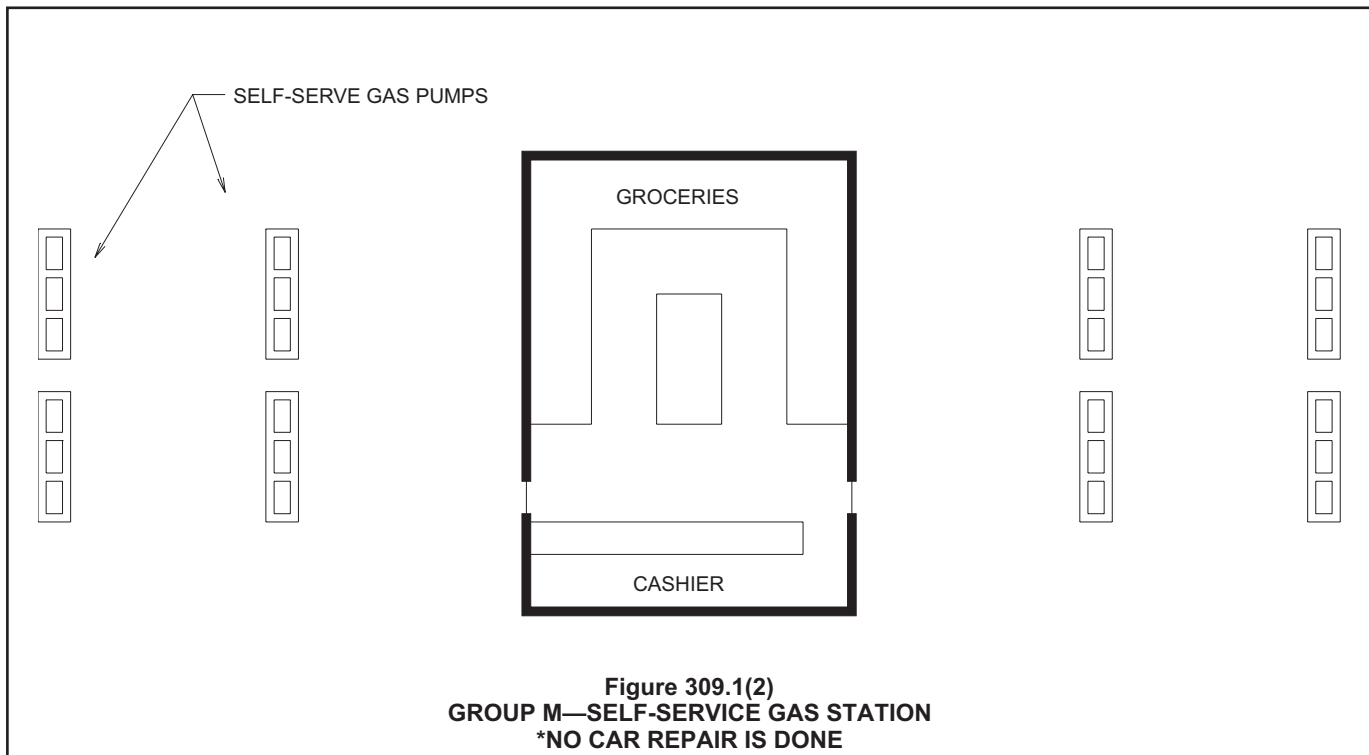 SELF-SERVE GAS PUMPS
GROCERIES
CASHIER
Figure 309.1(2)
GROUP M—SELF-SERVICE GAS STATION
*NO CAR REPAIR IS DONE